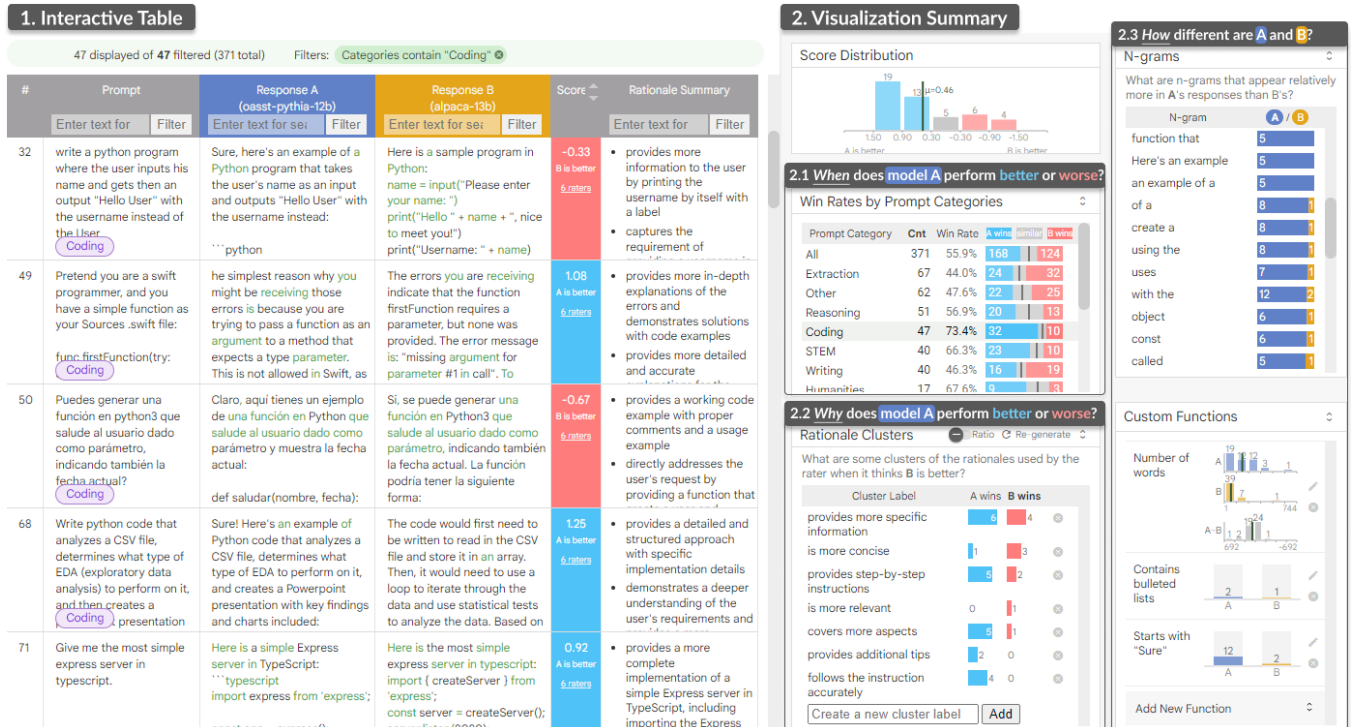 1. Interactive Table
47 displayed of 47 filtered (371 total)
Filters:
Categories contain "Coding"
#
Prompt
Response A
(oasst-pythia-12b)
Response B
(alpaca-13b)
Score
Rationale Summary
Enter text for
Filter
Enter text for sea
Filter
Enter text for sea
Filter
Enter text for
Filter
32
write a python program
where the user inputs his
name and gets then an
output "Hello User" with
the username instead of
the User
Coding
Sure, here's an example of a
Python program that takes
the user's name as an input
and outputs "Hello User" with
the username instead:
```python
Here is a sample program in
Python:
name = input("Please enter
your name: ")
print("Hello " + name + ", nice
to meet you!")
print("Username: " + name)
-0.33
B is better
6 raters
provides more
information to the user
by printing the
username by itself with
a label
captures the
requirement of
49
Pretend you are a swift
programmer, and you
have a simple function as
your Sources .swift file:
func firstFunction(try:
Coding
he simplest reason why you
might be receiving those
errors is because you are
trying to pass a function as an
argument to a method that
expects a type parameter.
This is not allowed in Swift, as
The errors you are receiving
indicate that the function
firstFunction requires a
parameter, but none was
provided. The error message
is: "missing argument for
parameter #1 in call". To
1.08
A is better
6 raters
provides more in-depth
explanations of the
errors and
demonstrates solutions
with code examples
provides more detailed
and accurate
50
Puedes generar una
función en python3 que
salude al usuario dado
como parámetro,
indicando también la
fecha actual?
Coding
Claro, aquí tienes un ejemplo
de una función en Python que
salude al usuario dado como
parámetro y muestra la fecha
actual:
def saludar(nombre, fecha):
Si, se puede generar una
función en Python3 que
salude al usuario dado como
parámetro, indicando también
la fecha actual. La función
podría tener la siguiente
forma:
-0.67
B is better
6 raters
provides a working code
example with proper
comments and a usage
example
directly addresses the
user's request by
providing a function that
68
Write python code that
analyzes a CSV file,
determines what type of
EDA (exploratory data
analysis) to perform on it,
and then creates a
presentation
Coding
Sure! Here's an example of
Python code that analyzes a
CSV file, determines what
type of EDA to perform on it,
and creates a Powerpoint
presentation with key findings
and charts included:
The code would first need to
be written to read in the CSV
file and store it in an array.
Then, it would need to use a
loop to iterate through the
data and use statistical tests
to analyze the data. Based on
1.25
A is better
6 raters
provides a detailed and
structured approach
with specific
implementation details
demonstrates a deeper
understanding of the
user's requirements and
71
Give me the most simple
express server in
typescript.
Here is a simple Express
server in TypeScript:
```typescript
import express from 'express';
Here is the most simple
express server in typescript:
import { createServer } from
'express';
const server = createServer();
0.92
A is better
6 raters
provides a more
complete
implementation of a
simple Express server in
TypeScript, including
importing the Express
2. Visualization Summary
Score Distribution
19
13
μ=0.46
5
6
4
1.50 0.90 0.30 -0.30 -0.90 -1.50
A is better
B is better
2.1 When does model A perform better or worse?
Win Rates by Prompt Categories
Prompt Category Cnt Win Rate A wins similar B wins
All 371 55.9% 168 124
Extraction 67 44.0% 24 32
Other 62 47.6% 22 25
Reasoning 51 56.9% 20 13
Coding 47 73.4% 32 10
STEM 40 66.3% 23 10
Writing 40 46.3% 16 19
Humanities 17 67.6% 9 3
2.2 Why does model A perform better or worse?
Rationale Clusters
Ratio
Re-generate
What are some clusters of the rationales used by the
rater when it thinks B is better?
Cluster Label A wins B wins
provides more specific
information
6 4
is more concise 1 3
provides step-by-step
instructions
5 2
is more relevant 0 1
covers more aspects 5 1
provides additional tips 2 0
follows the instruction
accurately
4 0
Create a new cluster label
Add
2.3 How different are A and B?
N-grams
What are n-grams that appear relatively
more in A's responses than B's?
N-gram A / B
function that 5
Here's an example 5
an example of a 5
of a 8 1
create a 8 1
using the 8 1
uses 7 1
with the 12 2
object 6 1
const 6 1
called 5 1
Custom Functions
Number of
words
A
19
12
3
1
B
39
7
1
1 744
A-B
1 2
24
1
692 -692
Contains
bulleted
lists
2 1
A B
Starts with
"Sure"
12 2
A B
Add New Function